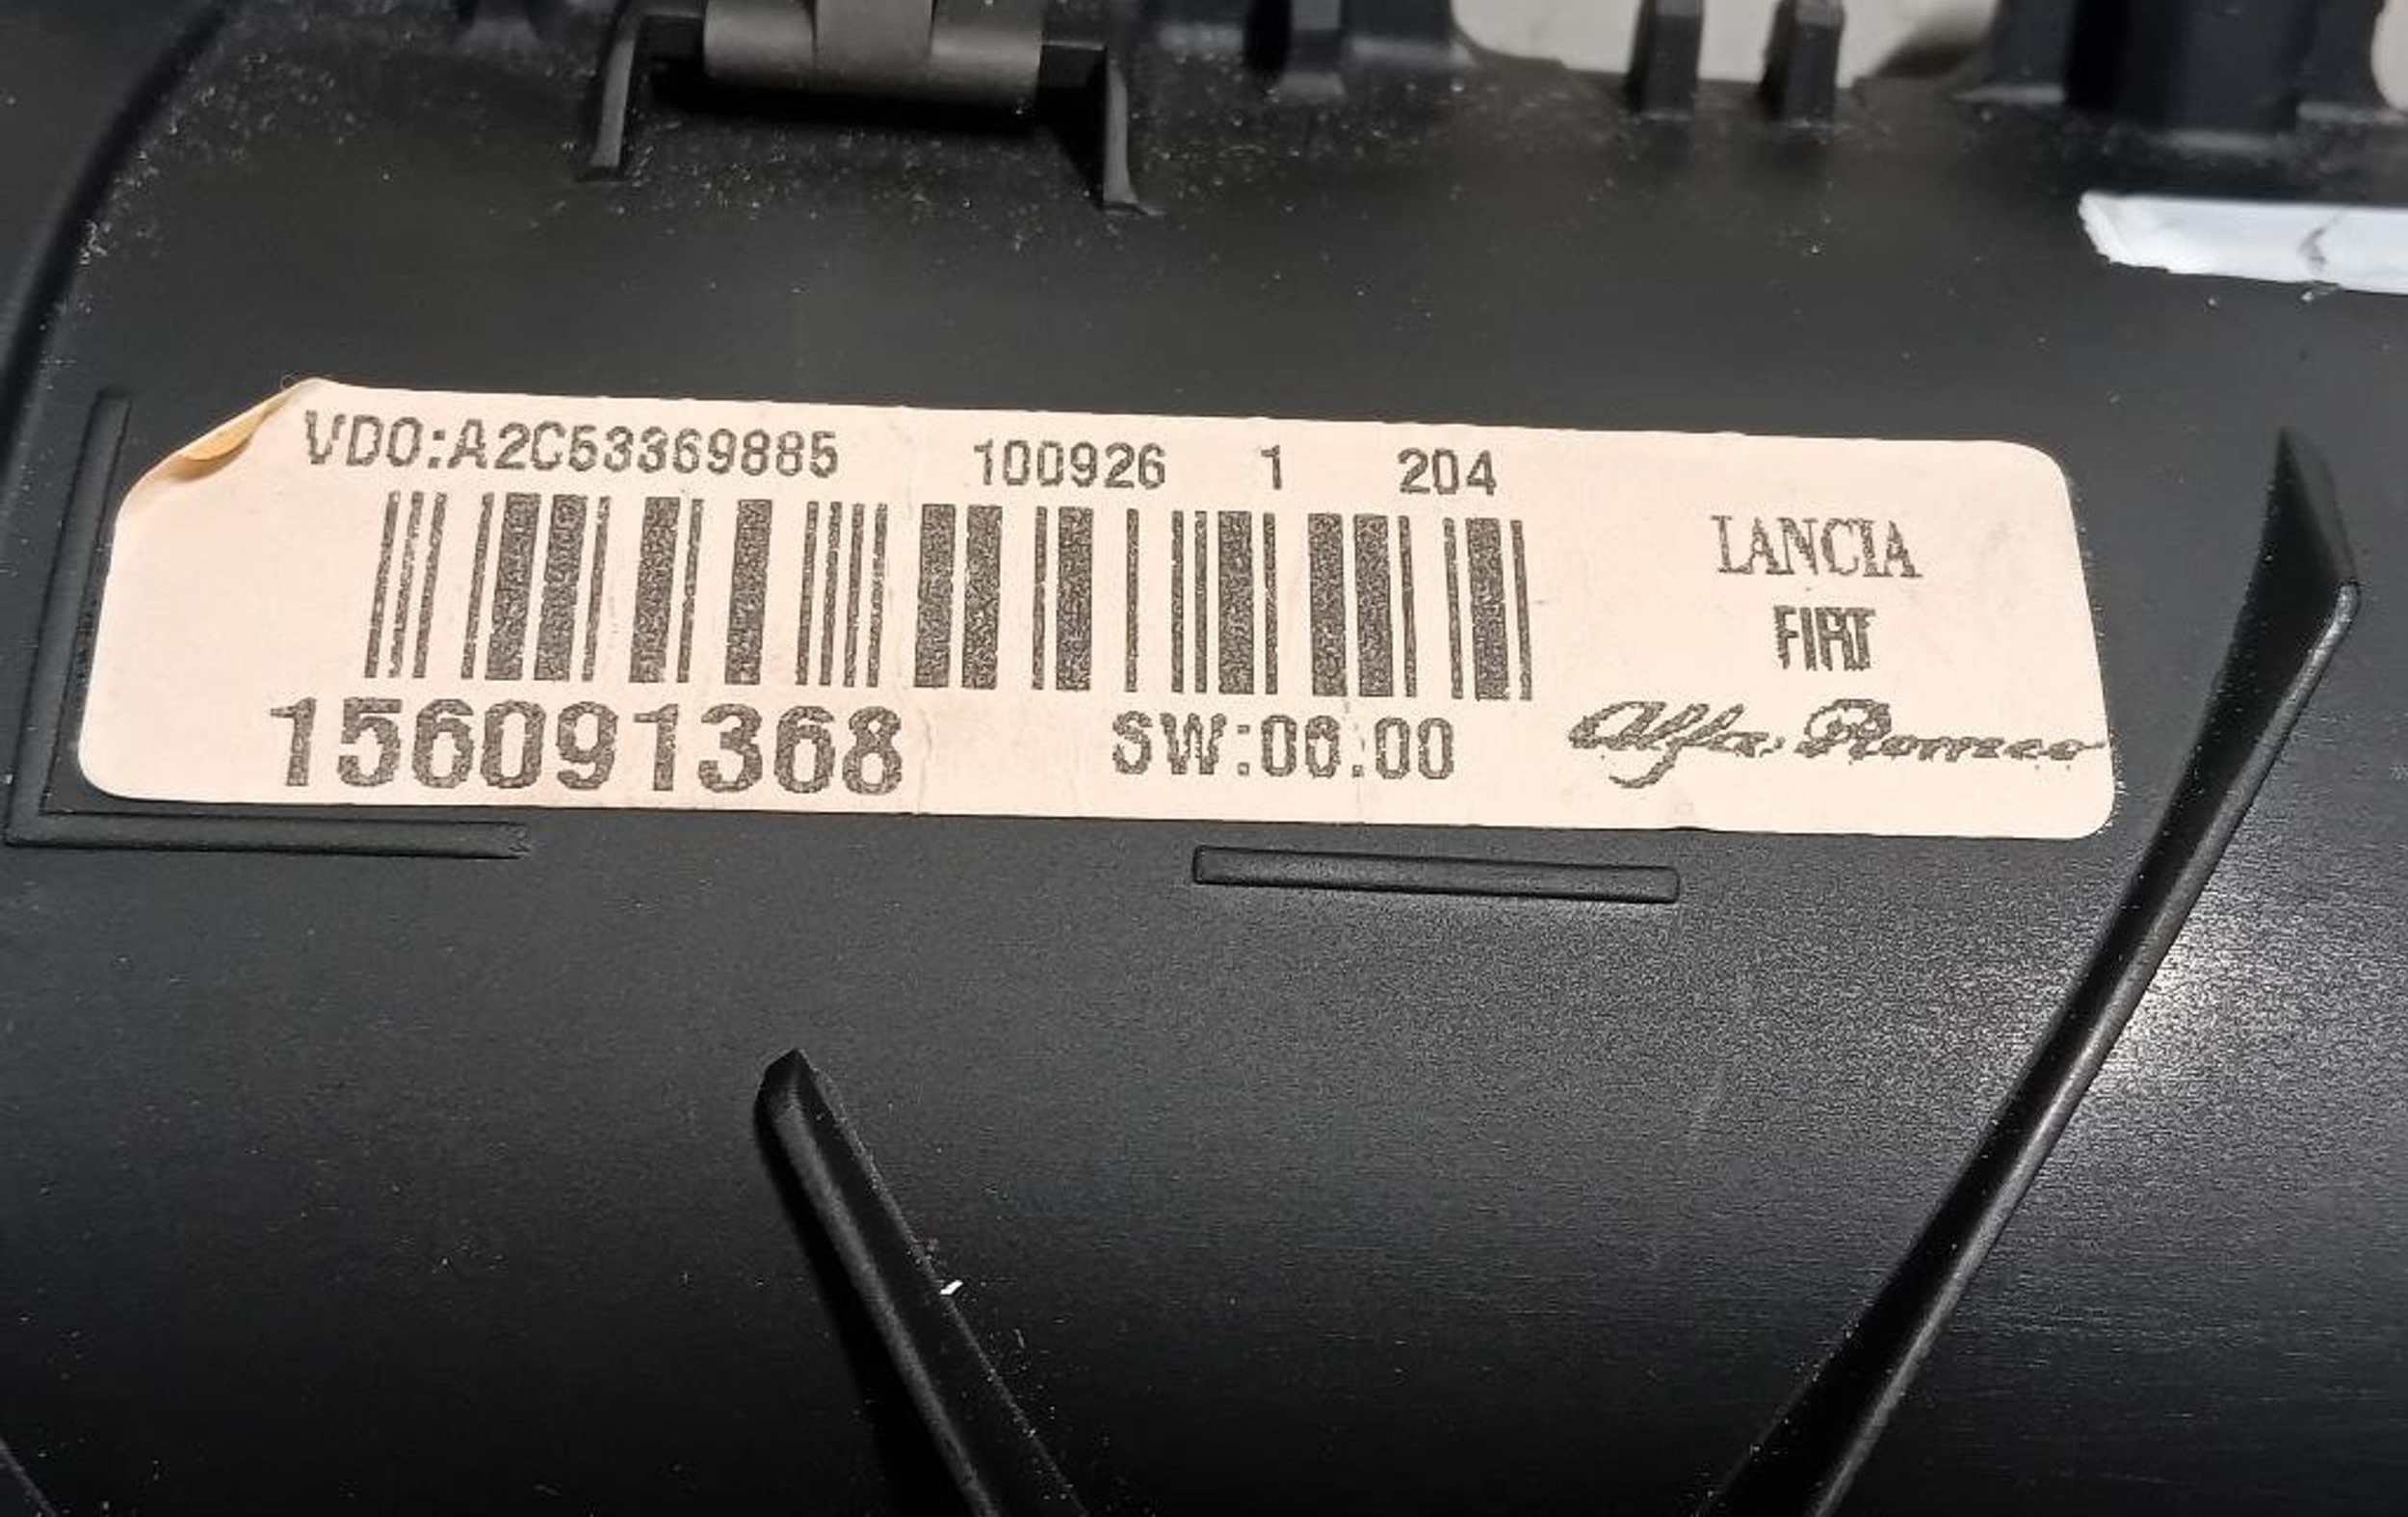 VDO:A2C53369885 100926 1 204
LANCIA
FIAT
156091368 SW:00.00 Alfa Romeo